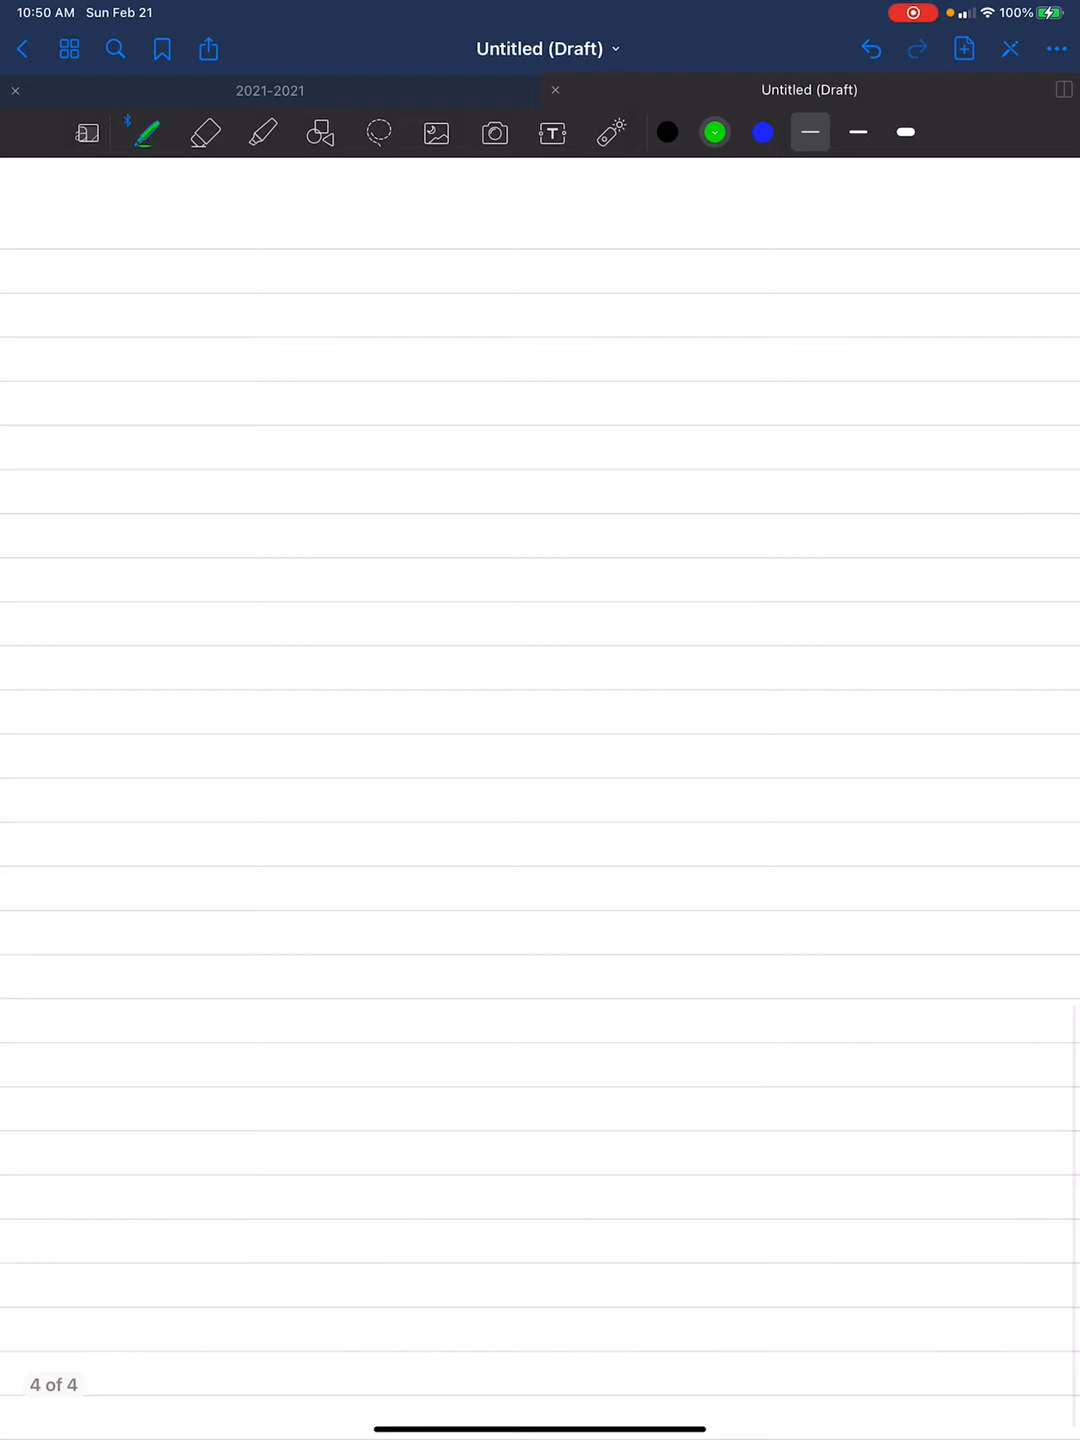 10:50 AM Sun Feb 21
100%
Untitled (Draft)
2021-2021
Untitled (Draft)
T
4 of 4